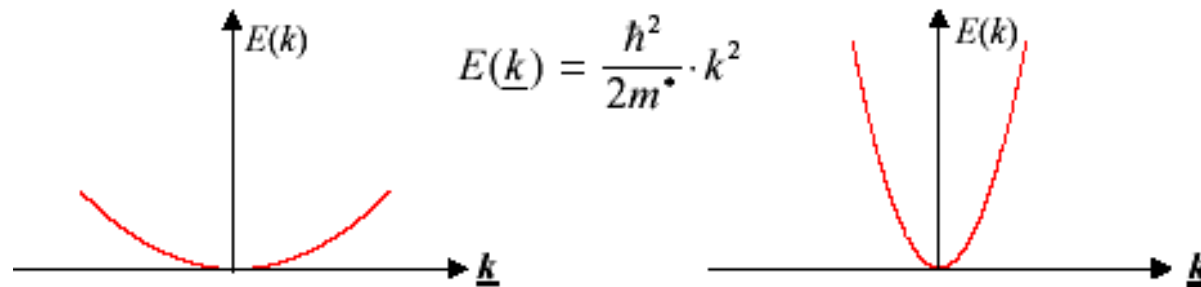 E(k)
E(k) = ħ² / 2m* · k²
E(k)
k
k